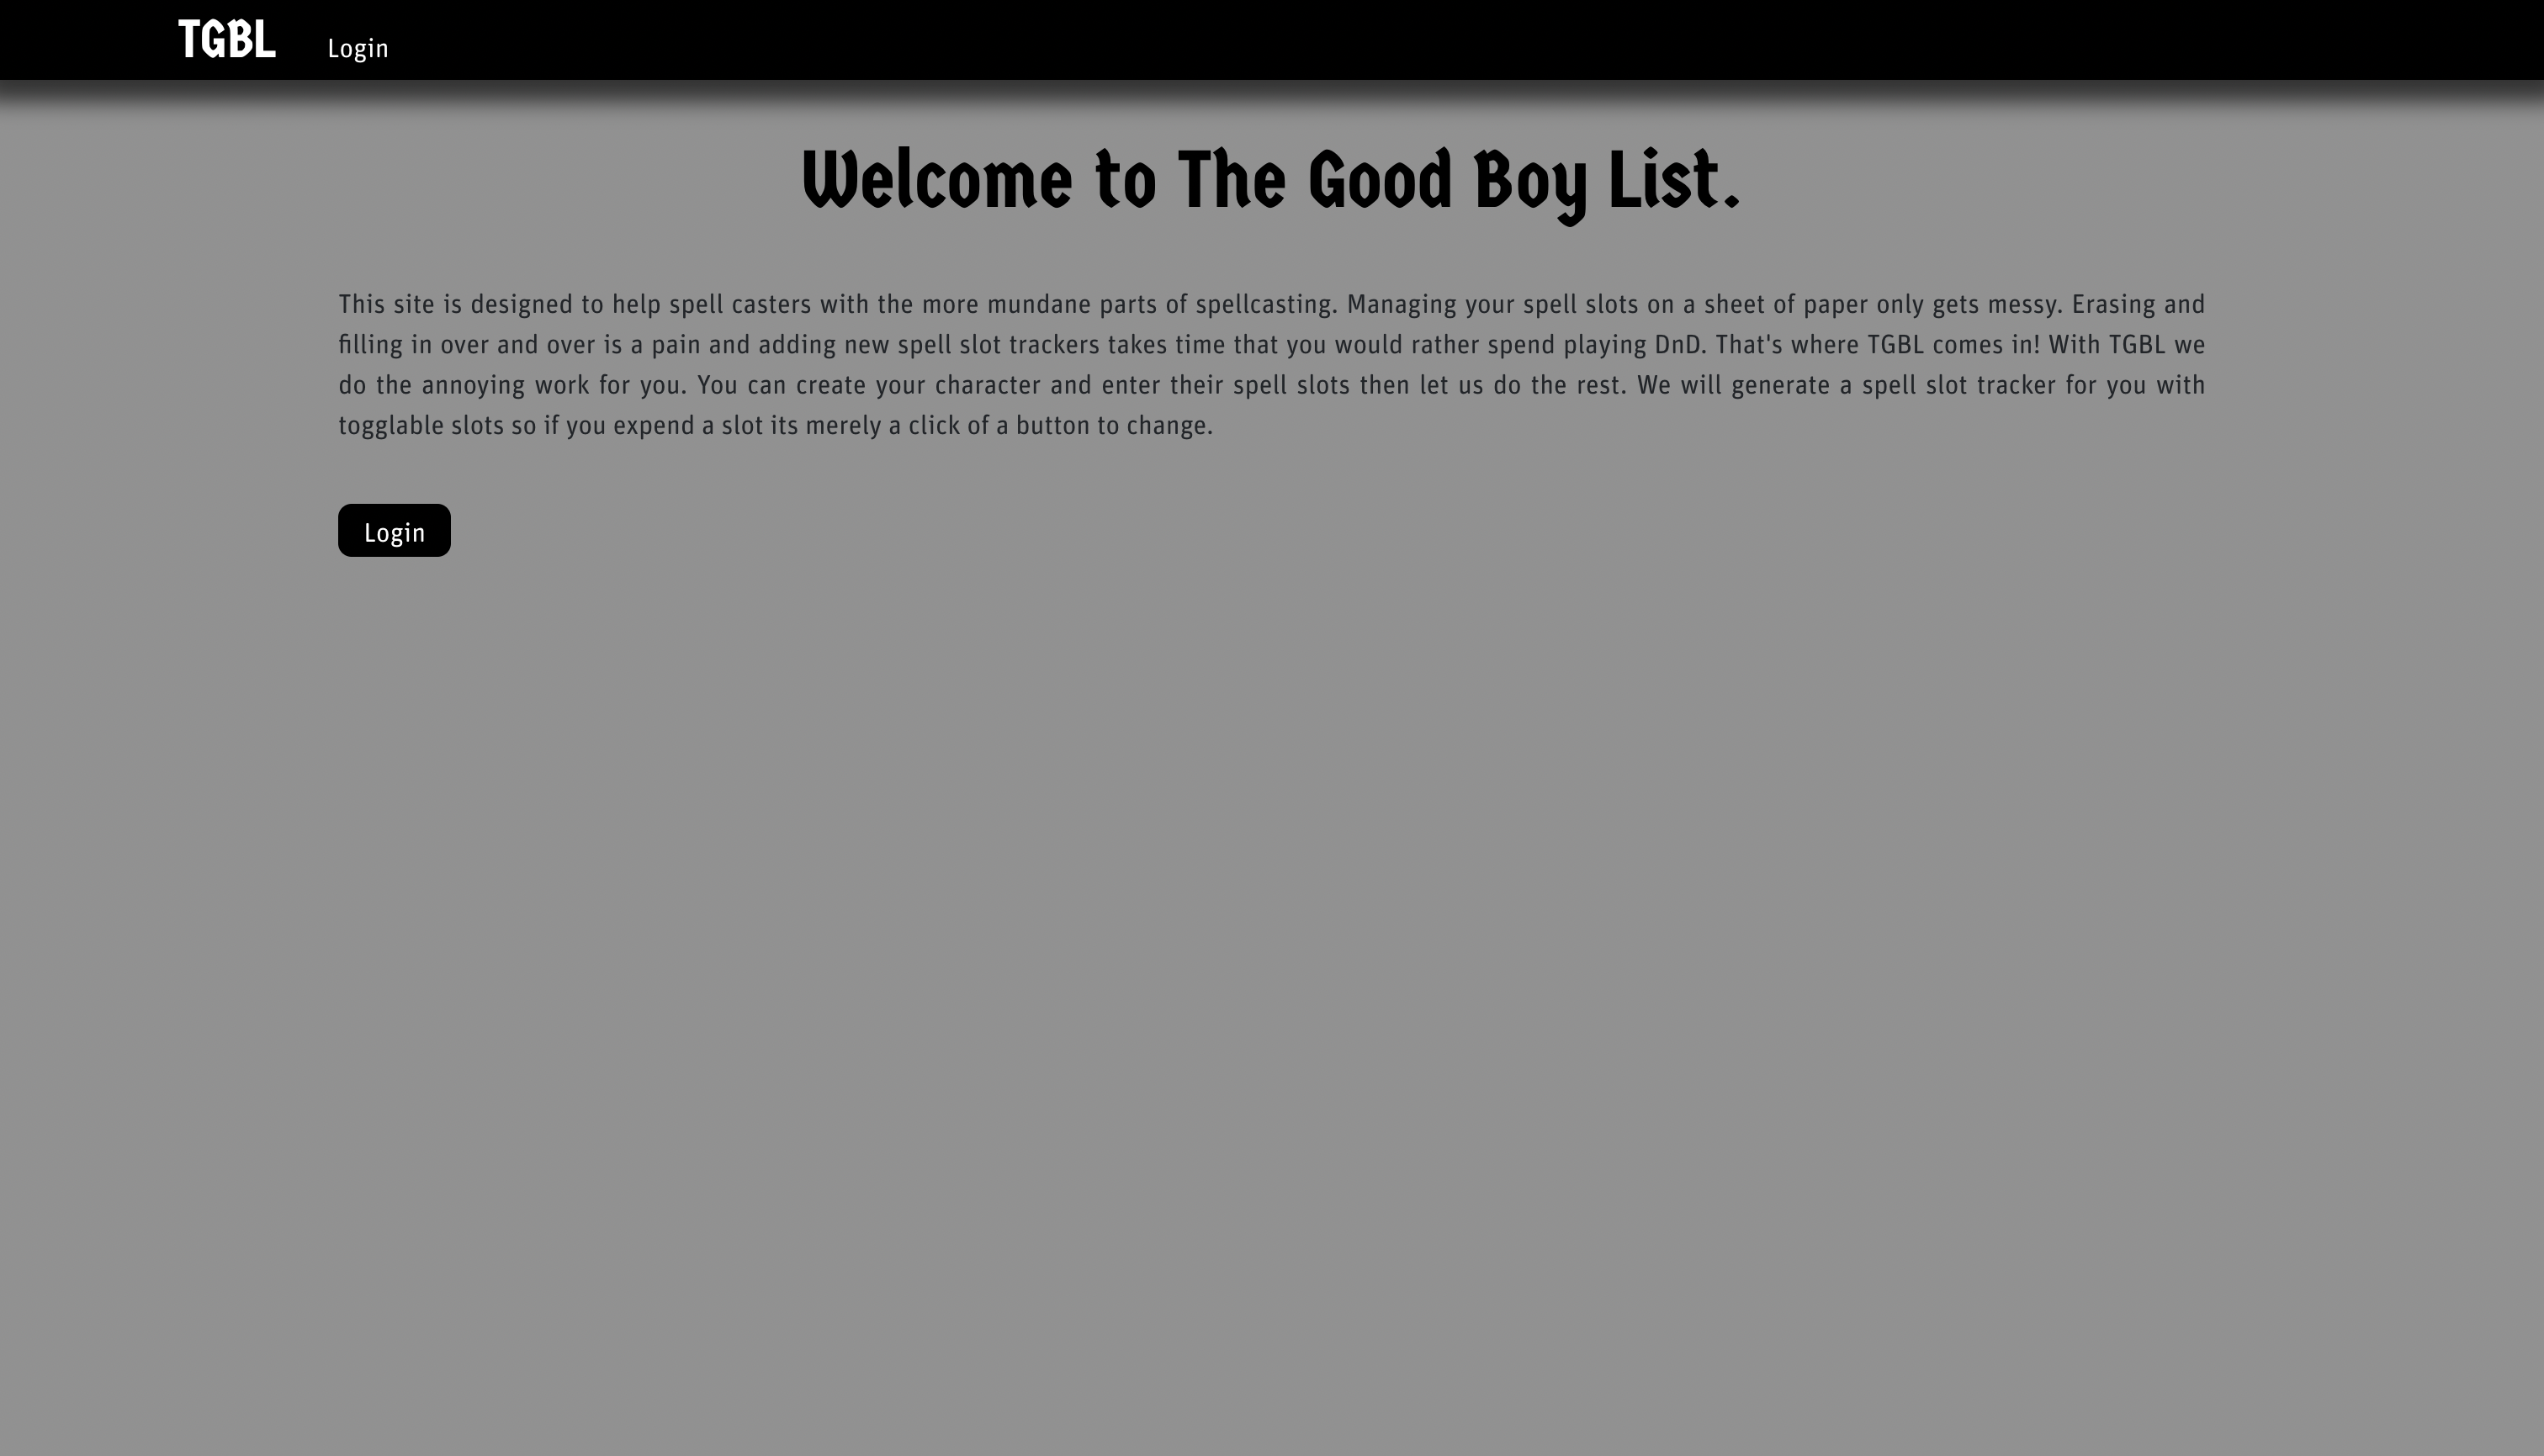 TGBL
Login
Welcome to The Good Boy List.
This site is designed to help spell casters with the more mundane parts of spellcasting. Managing your spell slots on a sheet of paper only gets messy. Erasing and
filling in over and over is a pain and adding new spell slot trackers takes time that you would rather spend playing DnD. That's where TGBL comes in! With TGBL we
do the annoying work for you. You can create your character and enter their spell slots then let us do the rest. We will generate a spell slot tracker for you with
togglable slots so if you expend a slot its merely a click of a button to change.
Login